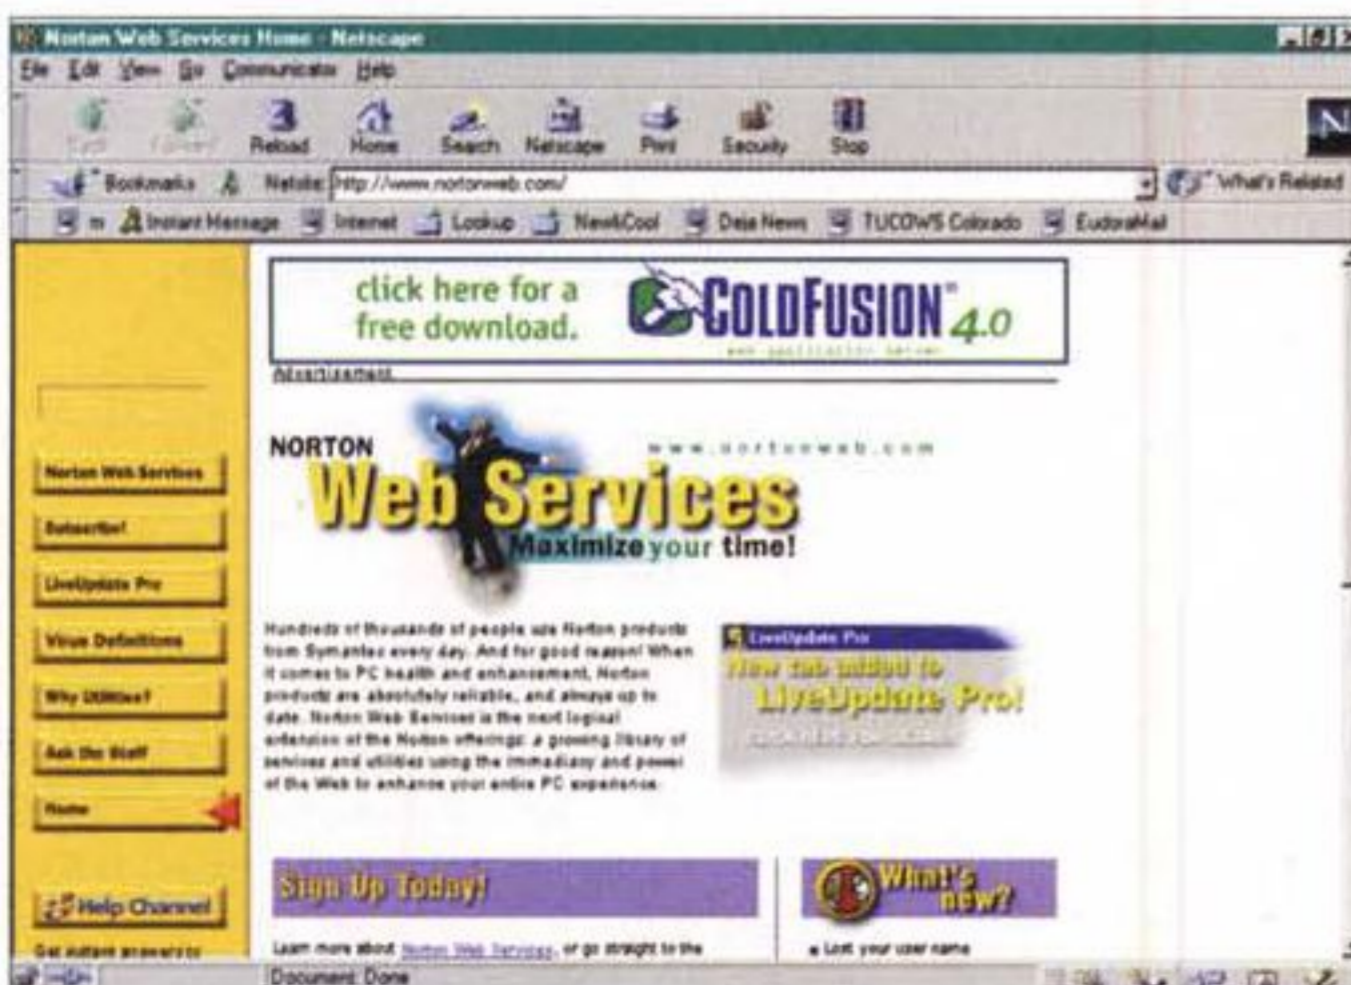 Norton Web Services Home - Netscape
File Edit View Go Communicator Help
Reload Home Search Netscape Print Security Stop
N
Bookmarks Netsite: http://www.nortonweb.com/ What's Related
m Instant Message Internet Lookup New&Cool Deja News TUCOWS Colorado EudoraMail
click here for a
free download.
COLDFUSION 4.0
web application server
Advertisement
NORTON
www.nortonweb.com
Web Services
Maximize your time!
Norton Web Services
Subscribe!
LiveUpdate Pro
Virus Definitions
Why Utilities?
Ask the Staff
Home
Help Channel
Get instant answers to
Hundreds of thousands of people use Norton products
from Symantec every day. And for good reason! When
it comes to PC health and enhancement, Norton
products are absolutely reliable, and always up to
date. Norton Web Services is the next logical
extension of the Norton offerings: a growing library of
services and utilities using the immediacy and power
of the Web to enhance your entire PC experience.
LiveUpdate Pro
New tab added to
LiveUpdate Pro!
Sign Up Today!
Learn more about Norton Web Services, or go straight to the
What's
new?
Lost your user name
Document: Done